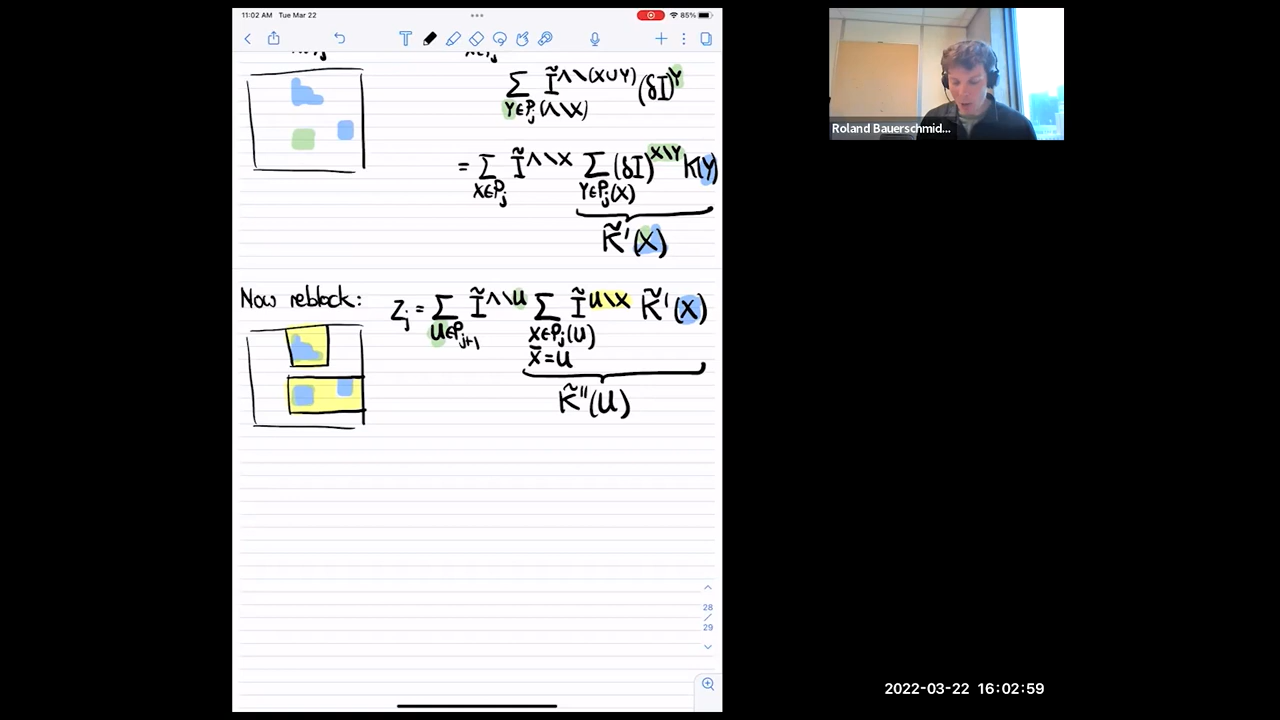 11:02 AM Tue Mar 22
85%
Σ Ĩ^Λ∖(X∪Y) (δI)^Y
Y∈P_j(Λ∖X)
= Σ Ĩ^Λ∖X Σ (δI)^X∖Y K(Y)
X∈P_j Y∈P_j(X)
K̃'(X)
Now reblock: Z_j = Σ Ĩ^Λ∖U Σ Ĩ^U∖X K̃'(X)
U∈P_j+1 X∈P_j(U)
X̄=U
K̃''(U)
28
/
29
Roland Bauerschmid...
2022-03-22 16:02:59